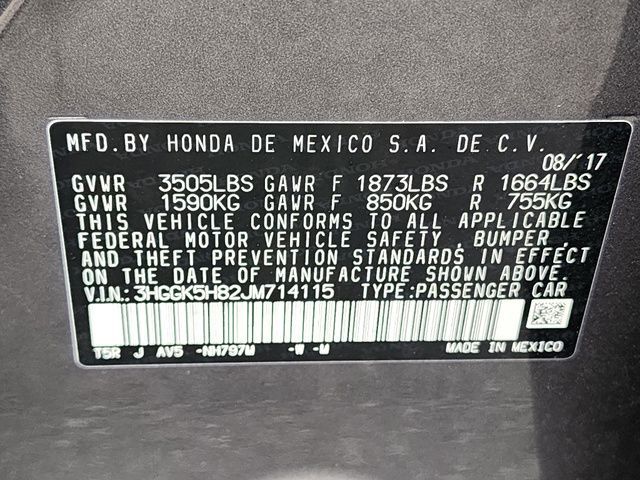 MFD.BY HONDA DE MEXICO S.A. DE C.V.
08/'17
GVWR 3505LBS GAWR F 1873LBS R 1664LBS
GVWR 1590KG GAWR F 850KG R 755KG
THIS VEHICLE CONFORMS TO ALL APPLICABLE
FEDERAL MOTOR VEHICLE SAFETY, BUMPER,
AND THEFT PREVENTION STANDARDS IN EFFECT
ON THE DATE OF MANUFACTURE SHOWN ABOVE.
V.I.N.: 3HGGK5H82JM714115 TYPE:PASSENGER CAR
T5R J AV5 -NH797M -W -M MADE IN MEXICO